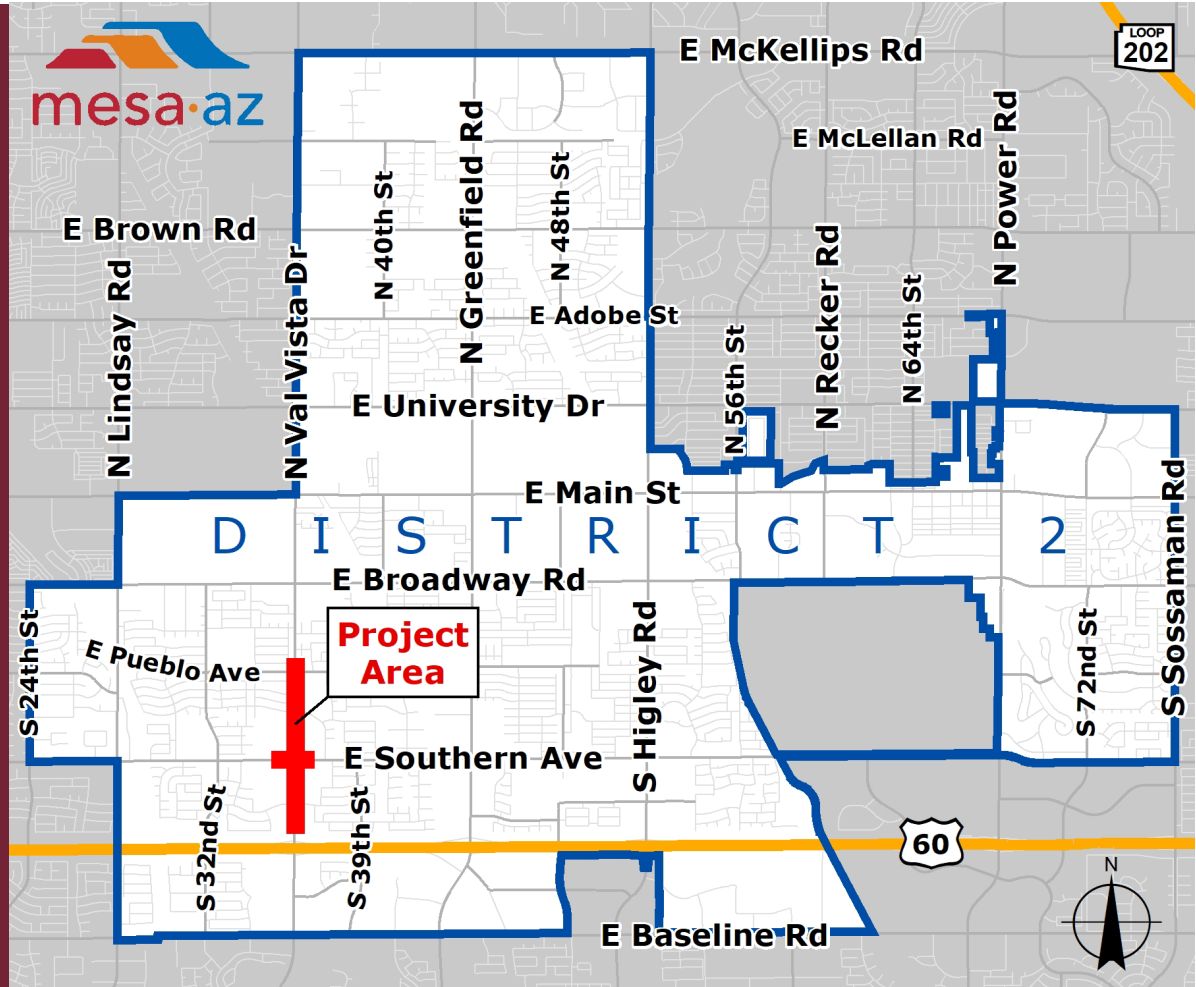 mesa·az
E McKellips Rd
LOOP
202
E McLellan Rd
N Power Rd
N Greenfield Rd
N 48th St
N 40th St
E Brown Rd
N Val Vista Dr
N Lindsay Rd
N Recker Rd
N 64th St
E Adobe St
N 56th St
E University Dr
E Main St
S Sossaman Rd
DISTRICT 2
E Broadway Rd
S 24th St
E Pueblo Ave
Project
Area
S Higley Rd
S 72nd St
E Southern Ave
S 32nd St
S 39th St
60
N
E Baseline Rd